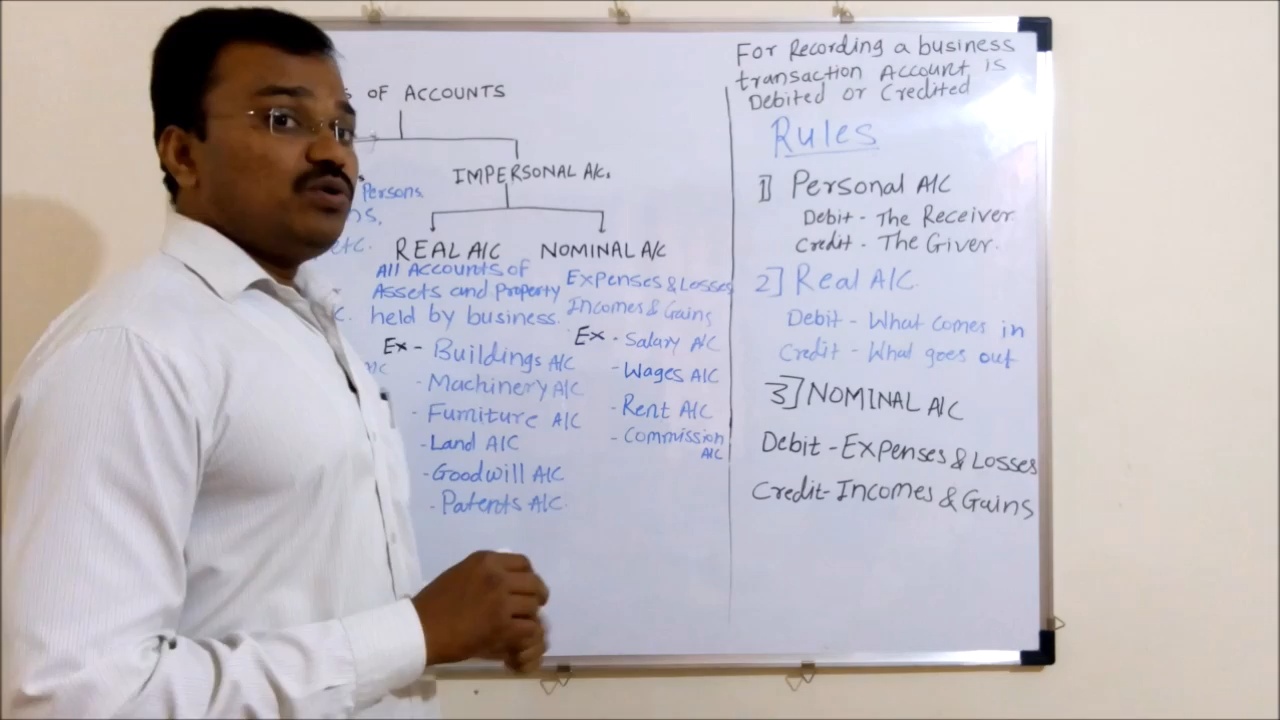 OF ACCOUNTS
IMPERSONAL A/C.
Persons.
etc.
REAL A/C
All Accounts of
Assets and Property
held by business.
Ex - Buildings A/C
- Machinery A/C
- Furniture A/C
- Land A/C
- Goodwill A/C
- Patents A/C.
NOMINAL A/C
Expenses & Losses
Incomes & Gains
Ex - Salary A/C
- Wages A/C
- Rent A/C
- Commission
A/C
For Recording a business
transaction Account is
Debited or Credited
Rules
1] Personal A/C
Debit - The Receiver
Credit - The Giver.
2] Real A/C.
Debit - What comes in
Credit - What goes out
3] NOMINAL A/C
Debit - Expenses & Losses
Credit - Incomes & Gains